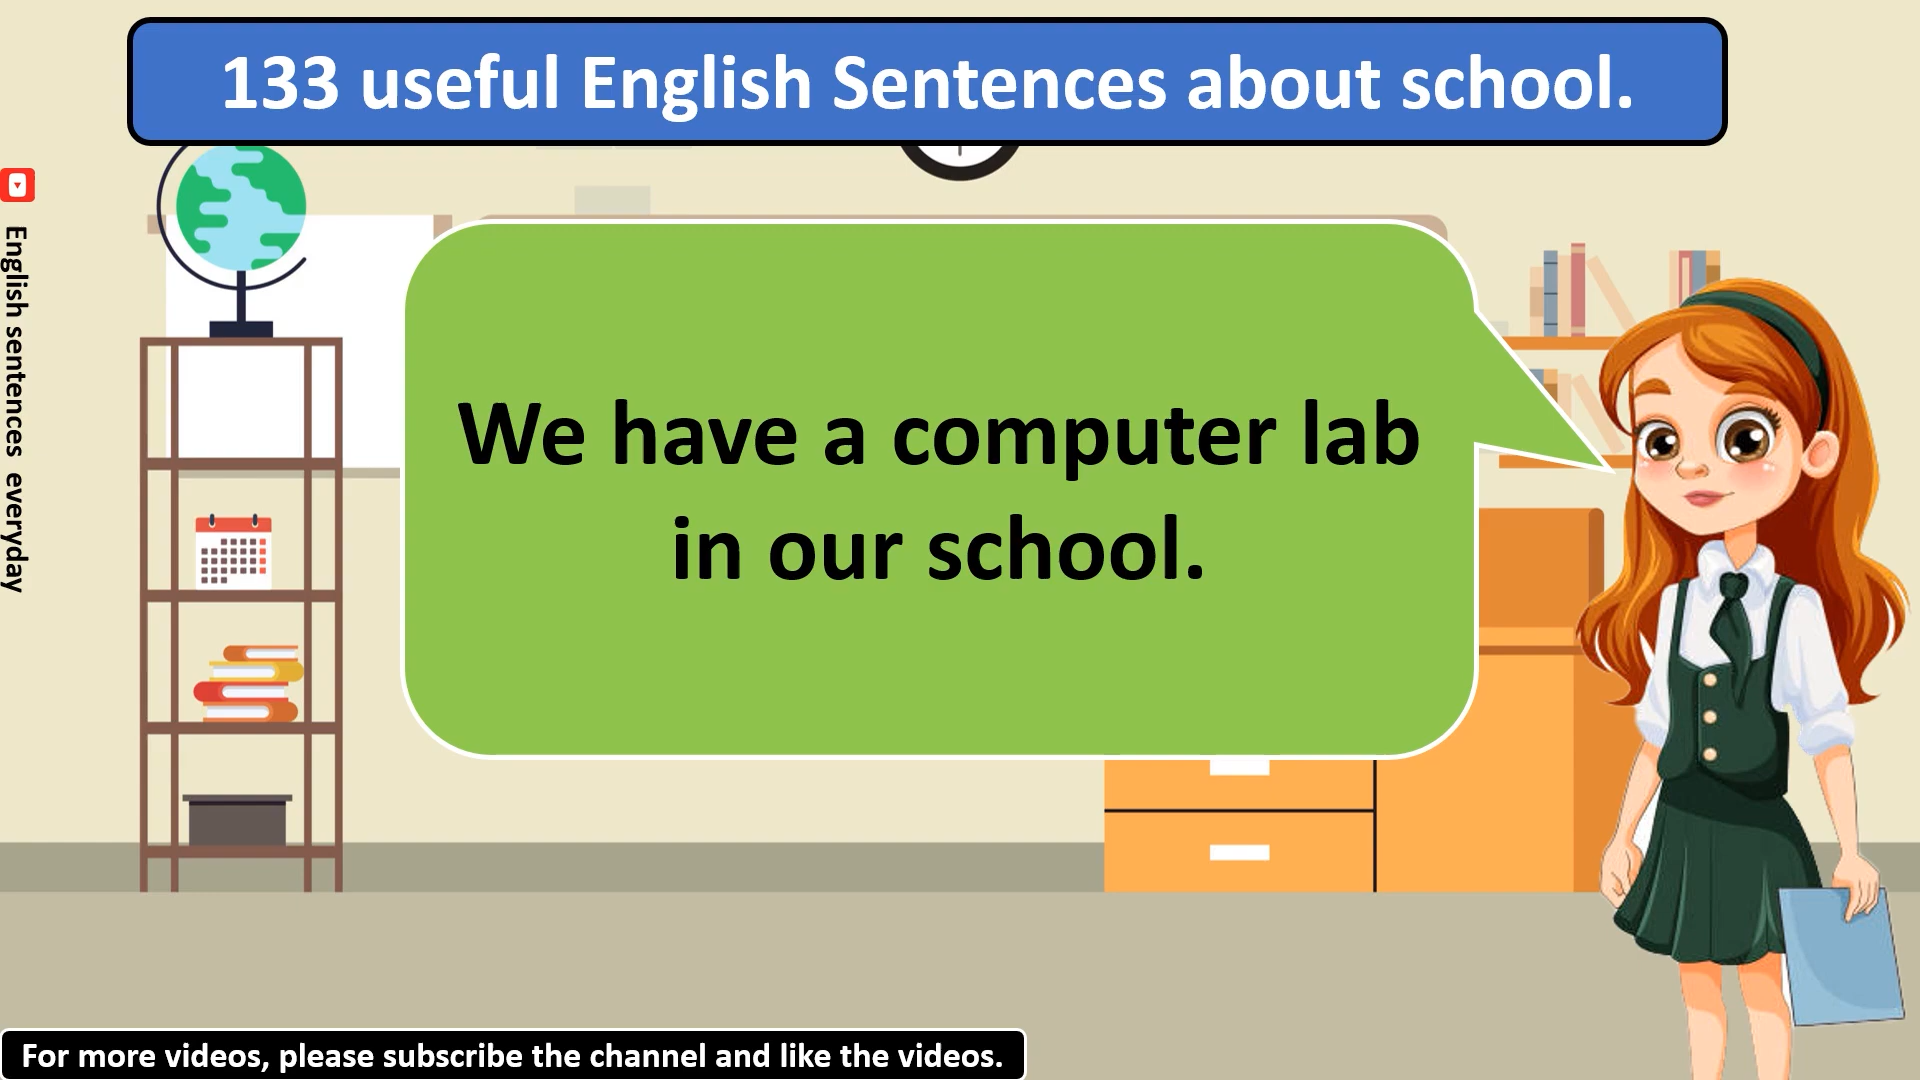 133 useful English Sentences about school.
English sentences everyday
We have a computer lab
in our school.
For more videos, please subscribe the channel and like the videos.